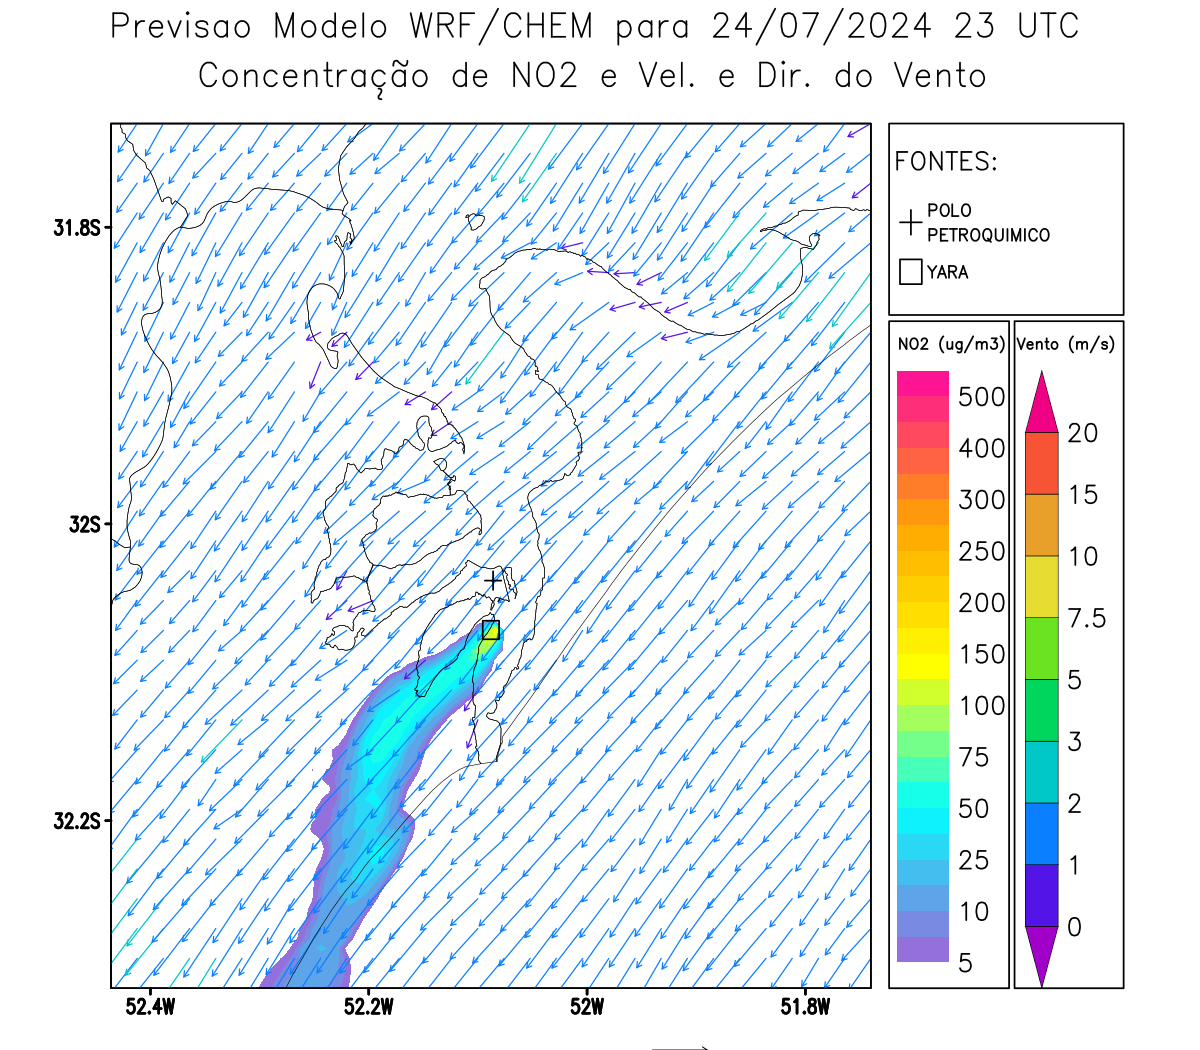 Previsao Modelo WRF/CHEM para 24/07/2024 23 UTC
Concentração de NO2 e Vel. e Dir. do Vento
FONTES:
POLO
PETROQUIMICO
YARA
NO2 (ug/m3)
500
400
300
250
200
150
100
75
50
25
10
5
Vento (m/s)
20
15
10
7.5
5
3
2
1
0
31.8S
32S
32.2S
52.4W
52.2W
52W
51.8W